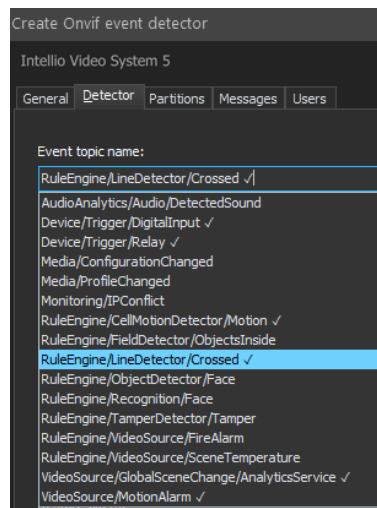 Create Onvif event detector
Intellio Video System 5
General Detector Partitions Messages Users
Event topic name:
RuleEngine/LineDetector/Crossed ✓
AudioAnalytics/Audio/DetectedSound
Device/Trigger/DigitalInput ✓
Device/Trigger/Relay ✓
Media/ConfigurationChanged
Media/ProfileChanged
Monitoring/IPConflict
RuleEngine/CellMotionDetector/Motion ✓
RuleEngine/FieldDetector/ObjectsInside
RuleEngine/LineDetector/Crossed ✓
RuleEngine/ObjectDetector/Face
RuleEngine/Recognition/Face
RuleEngine/TamperDetector/Tamper
RuleEngine/VideoSource/FireAlarm
RuleEngine/VideoSource/SceneTemperature
VideoSource/GlobalSceneChange/AnalyticsService ✓
VideoSource/MotionAlarm ✓